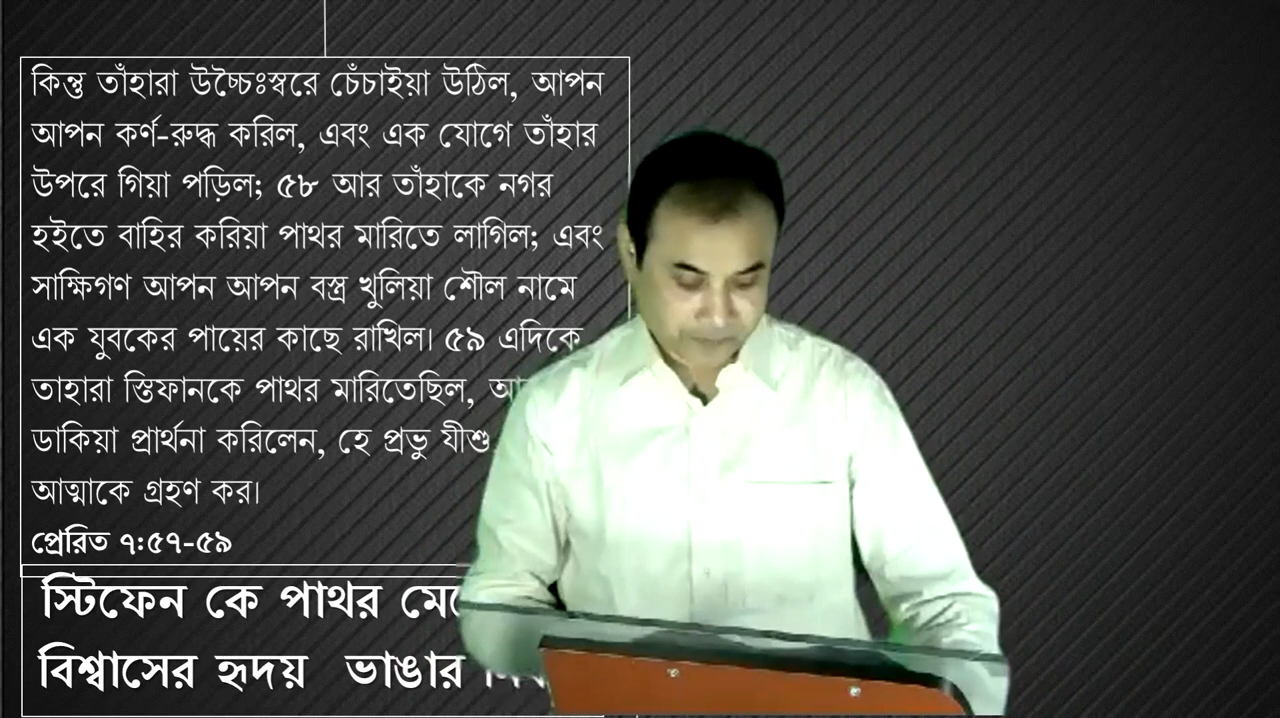 কিন্তু তাঁহারা উচ্চৈঃস্বরে চেঁচাইয়া উঠিল, আপন
আপন কর্ণ-রুদ্ধ করিল, এবং এক যোগে তাঁহার
উপরে গিয়া পড়িল; ৫৮ আর তাঁহাকে নগর
হইতে বাহির করিয়া পাথর মারিতে লাগিল; এবং
সাক্ষিগণ আপন আপন বস্ত্র খুলিয়া শৌল নামে
এক যুবকের পায়ের কাছে রাখিল। ৫৯ এদিকে
তাহারা স্তিফানকে পাথর মারিতেছিল,
ডাকিয়া প্রার্থনা করিলেন, হে প্রভু যীশু
আত্মাকে গ্রহণ কর।
প্রেরিত ৭:৫৭-৫৯
স্টিফেন কে পাথর
বিশ্বাসের হৃদয় ভাঙার